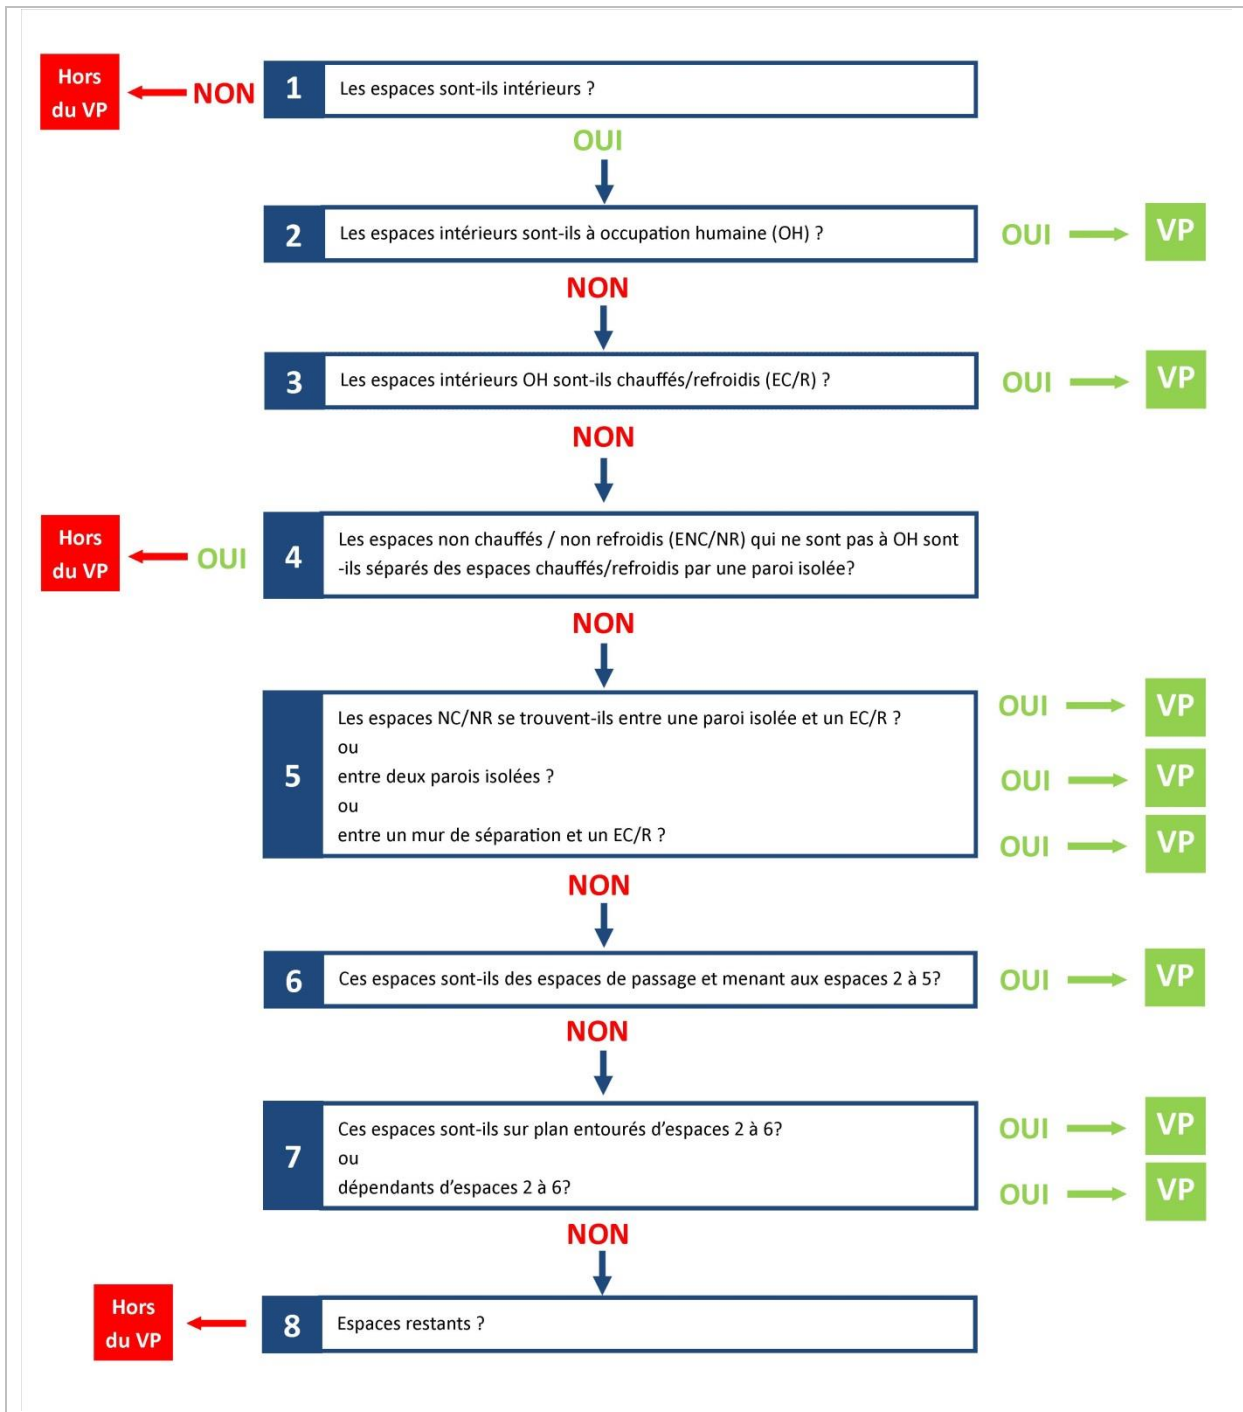 Hors
du VP
NON
1
Les espaces sont-ils intérieurs ?
OUI
2
Les espaces intérieurs sont-ils à occupation humaine (OH) ?
OUI
VP
NON
3
Les espaces intérieurs OH sont-ils chauffés/refroidis (EC/R) ?
OUI
VP
NON
Hors
du VP
OUI
4
Les espaces non chauffés / non refroidis (ENC/NR) qui ne sont pas à OH sont
-ils séparés des espaces chauffés/refroidis par une paroi isolée?
NON
5
Les espaces NC/NR se trouvent-ils entre une paroi isolée et un EC/R ?
ou
entre deux parois isolées ?
ou
entre un mur de séparation et un EC/R ?
OUI
VP
OUI
VP
OUI
VP
NON
6
Ces espaces sont-ils des espaces de passage et menant aux espaces 2 à 5?
OUI
VP
NON
7
Ces espaces sont-ils sur plan entourés d'espaces 2 à 6?
ou
dépendants d'espaces 2 à 6?
OUI
VP
OUI
VP
NON
Hors
du VP
8
Espaces restants ?